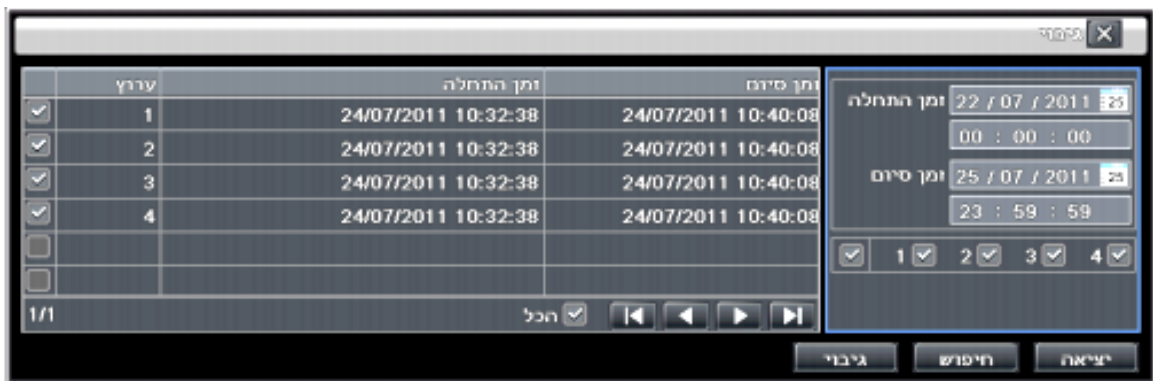 גיבוי
ערוץ זמן התחלה זמן סיום
1 24/07/2011 10:32:38 24/07/2011 10:40:08
2 24/07/2011 10:32:38 24/07/2011 10:40:08
3 24/07/2011 10:32:38 24/07/2011 10:40:08
4 24/07/2011 10:32:38 24/07/2011 10:40:08
1/1 הכל
זמן התחלה 22 / 07 / 2011 25
00 : 00 : 00
זמן סיום 25 / 07 / 2011 25
23 : 59 : 59
1 2 3 4
גיבוי חיפוש יציאה